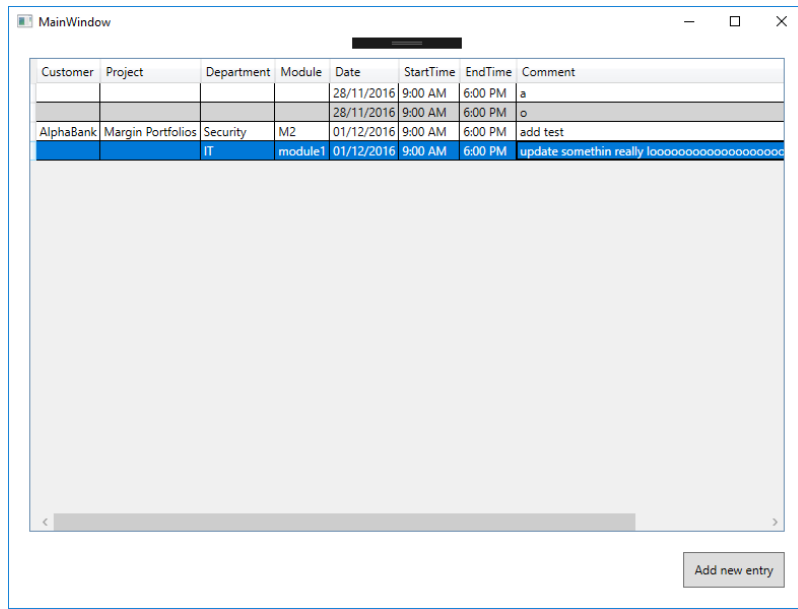 MainWindow
Customer Project Department Module Date StartTime EndTime Comment
28/11/2016 9:00 AM 6:00 PM a
28/11/2016 9:00 AM 6:00 PM o
AlphaBank Margin Portfolios Security M2 01/12/2016 9:00 AM 6:00 PM add test
IT module1 01/12/2016 9:00 AM 6:00 PM update somethin really
Add new entry